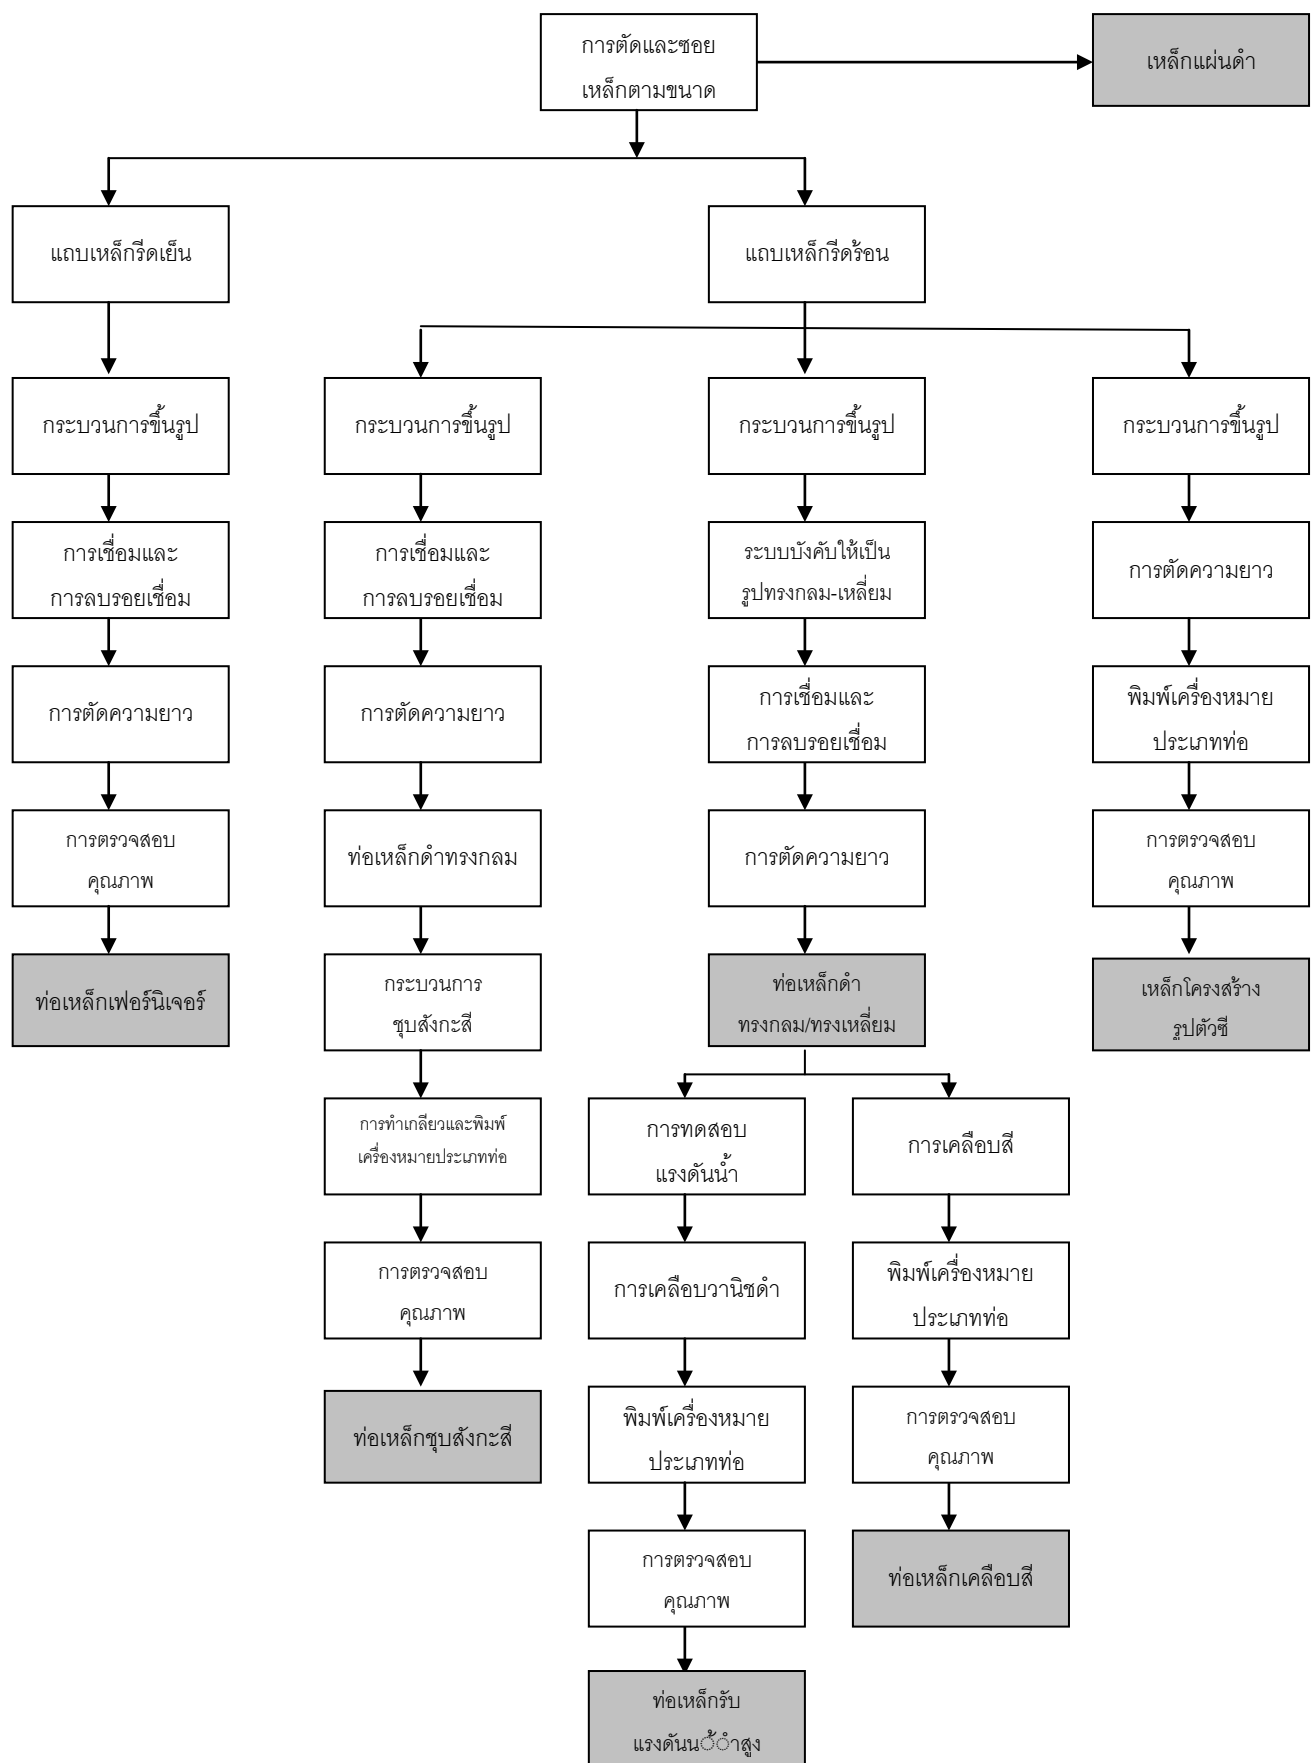 การตัดและซอย
เหล็กตามขนาด
เหล็กแผ่นดำ
แถบเหล็กรีดเย็น
แถบเหล็กรีดร้อน
กระบวนการขึ้นรูป
กระบวนการขึ้นรูป
กระบวนการขึ้นรูป
กระบวนการขึ้นรูป
การเชื่อมและ
การลบรอยเชื่อม
การเชื่อมและ
การลบรอยเชื่อม
ระบบบังคับให้เป็น
รูปทรงกลม-เหลี่ยม
การตัดความยาว
การตัดความยาว
การตัดความยาว
การเชื่อมและ
การลบรอยเชื่อม
พิมพ์เครื่องหมาย
ประเภทท่อ
การตรวจสอบ
คุณภาพ
ท่อเหล็กดำทรงกลม
การตัดความยาว
การตรวจสอบ
คุณภาพ
ท่อเหล็กเฟอร์นิเจอร์
กระบวนการ
ชุบสังกะสี
ท่อเหล็กดำ
ทรงกลม/ทรงเหลี่ยม
เหล็กโครงสร้าง
รูปตัวซี
การทำเกลียวและพิมพ์
เครื่องหมายประเภทท่อ
การทดสอบ
แรงดันน้ำ
การเคลือบสี
การตรวจสอบ
คุณภาพ
การเคลือบวานิชดำ
พิมพ์เครื่องหมาย
ประเภทท่อ
ท่อเหล็กชุบสังกะสี
พิมพ์เครื่องหมาย
ประเภทท่อ
การตรวจสอบ
คุณภาพ
การตรวจสอบ
คุณภาพ
ท่อเหล็กเคลือบสี
ท่อเหล็กรับ
แรงดันน้ำสูง